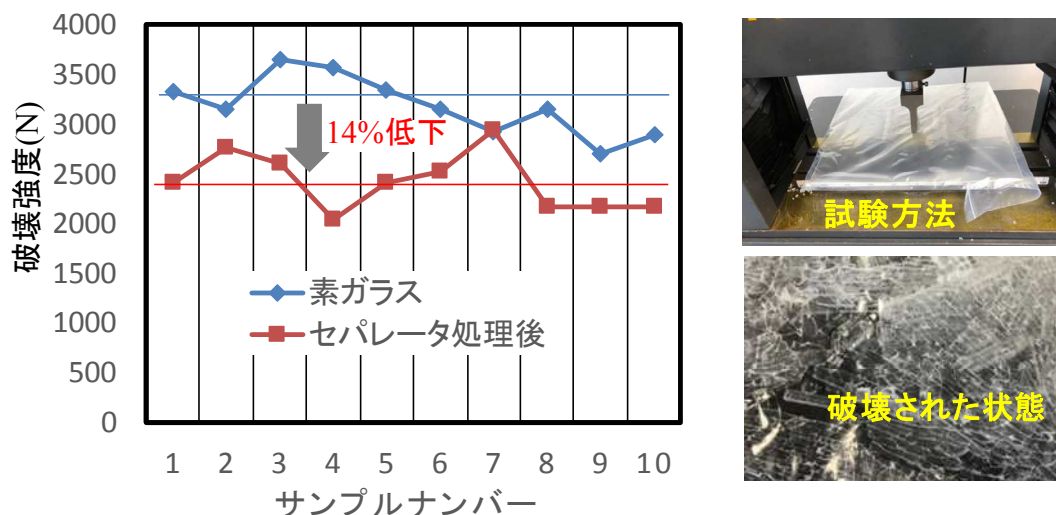 4000
3500
3000
2500
2000
1500
1000
500
0
破壊強度(N)
14%低下
素ガラス
セパレータ処理後
1 2 3 4 5 6 7 8 9 10
サンプルナンバー
試験方法
破壊された状態